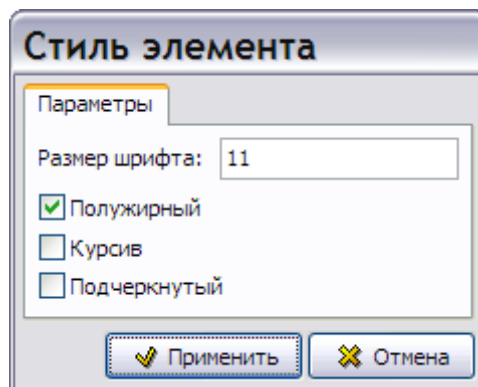 Стиль элемента
Параметры
Размер шрифта: 11
Полужирный
Курсив
Подчеркнутый
Применить Отмена